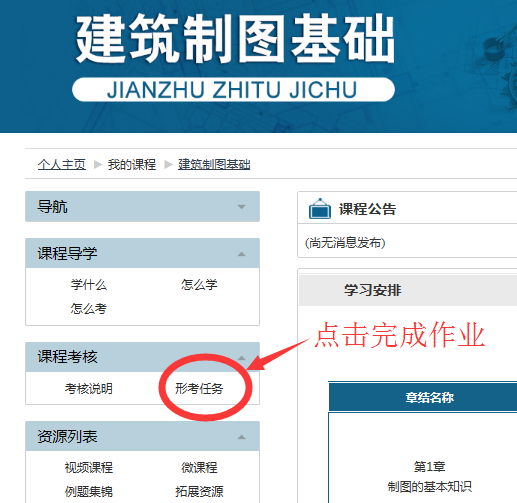 建筑制图基础
JIANZHU ZHITU JICHU
个人主页 我的课程 建筑制图基础
导航
课程导学
学什么 怎么学
怎么考
课程考核
考核说明 形考任务
资源列表
视频课程 微课程
例题集锦 拓展资源
课程公告
(尚无消息发布)
学习安排
点击完成作业
章结名称
第1章
制图的基本知识